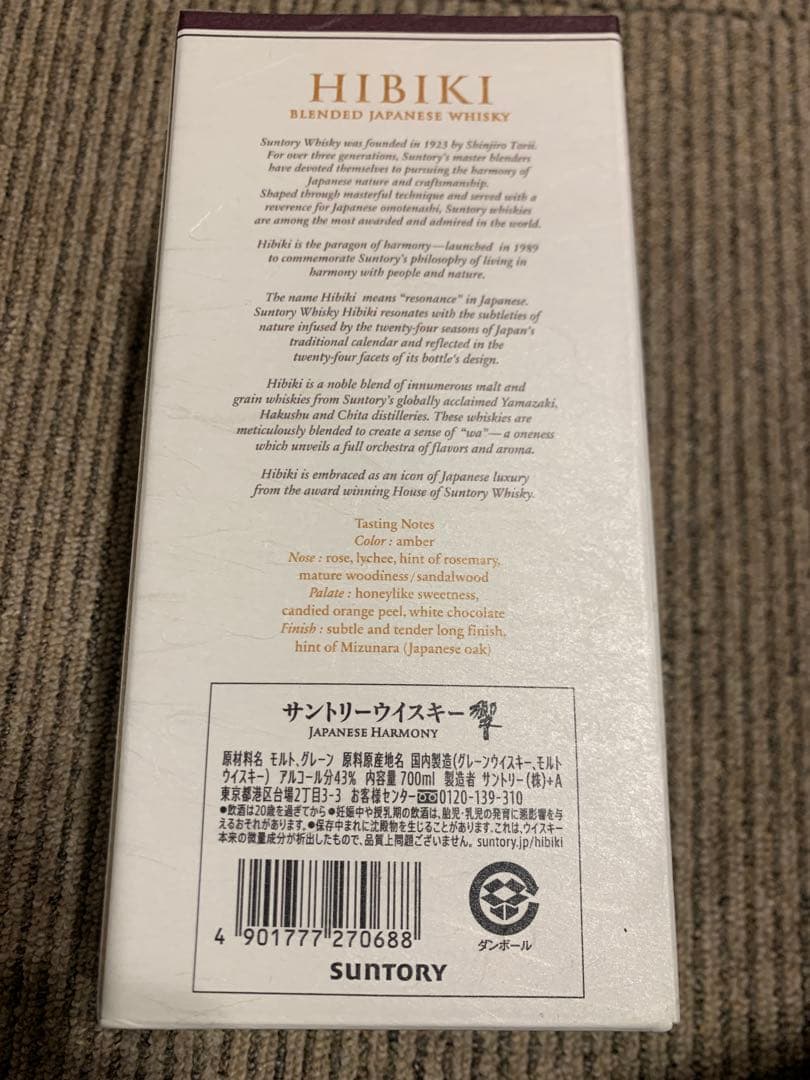 HIBIKI
BLENDED JAPANESE WHISKY
Suntory Whisky was founded in 1923 by Shinjiro Torii.
For over three generations, Suntory's master blenders
have devoted themselves to pursuing the harmony of
Japanese nature and craftsmanship.
Shaped through masterful technique and served with a
reverence for Japanese omotenashi, Suntory whiskies
are among the most awarded and admired in the world.
Hibiki is the paragon of harmony—launched in 1989
to commemorate Suntory's philosophy of living in
harmony with people and nature.
The name Hibiki means "resonance" in Japanese.
Suntory Whisky Hibiki resonates with the subtleties of
nature infused by the twenty-four seasons of Japan's
traditional calendar and reflected in the
twenty-four facets of its bottle's design.
Hibiki is a noble blend of innumerous malt and
grain whiskies from Suntory's globally acclaimed Yamazaki,
Hakushu and Chita distilleries. These whiskies are
meticulously blended to create a sense of "wa"—a oneness
which unveils a full orchestra of flavors and aroma.
Hibiki is embraced as an icon of Japanese luxury
from the award winning House of Suntory Whisky.
Tasting Notes
Color : amber
Nose : rose, lychee, hint of rosemary,
mature woodiness/sandalwood
Palate : honeylike sweetness,
candied orange peel, white chocolate
Finish : subtle and tender long finish,
hint of Mizunara (Japanese oak)
サントリーウイスキー 響
JAPANESE HARMONY
原材料名 モルト、グレーン 原料原産地名 国内製造(グレーンウイスキー、モルト
ウイスキー) アルコール分43% 内容量 700ml 製造者 サントリー(株)+A
東京都港区台場2丁目3-3 お客様センター 0120-139-310
●飲酒は20歳を過ぎてから●妊娠中や授乳期の飲酒は、胎児・乳児の発育に悪影響を与
えるおそれがあります。●保存中まれに沈殿物を生じることがあります。これは、ウイスキー
本来の微量成分が析出したもので、品質上問題ございません。suntory.jp/hibiki
4 901777 270688
ダンボール
SUNTORY